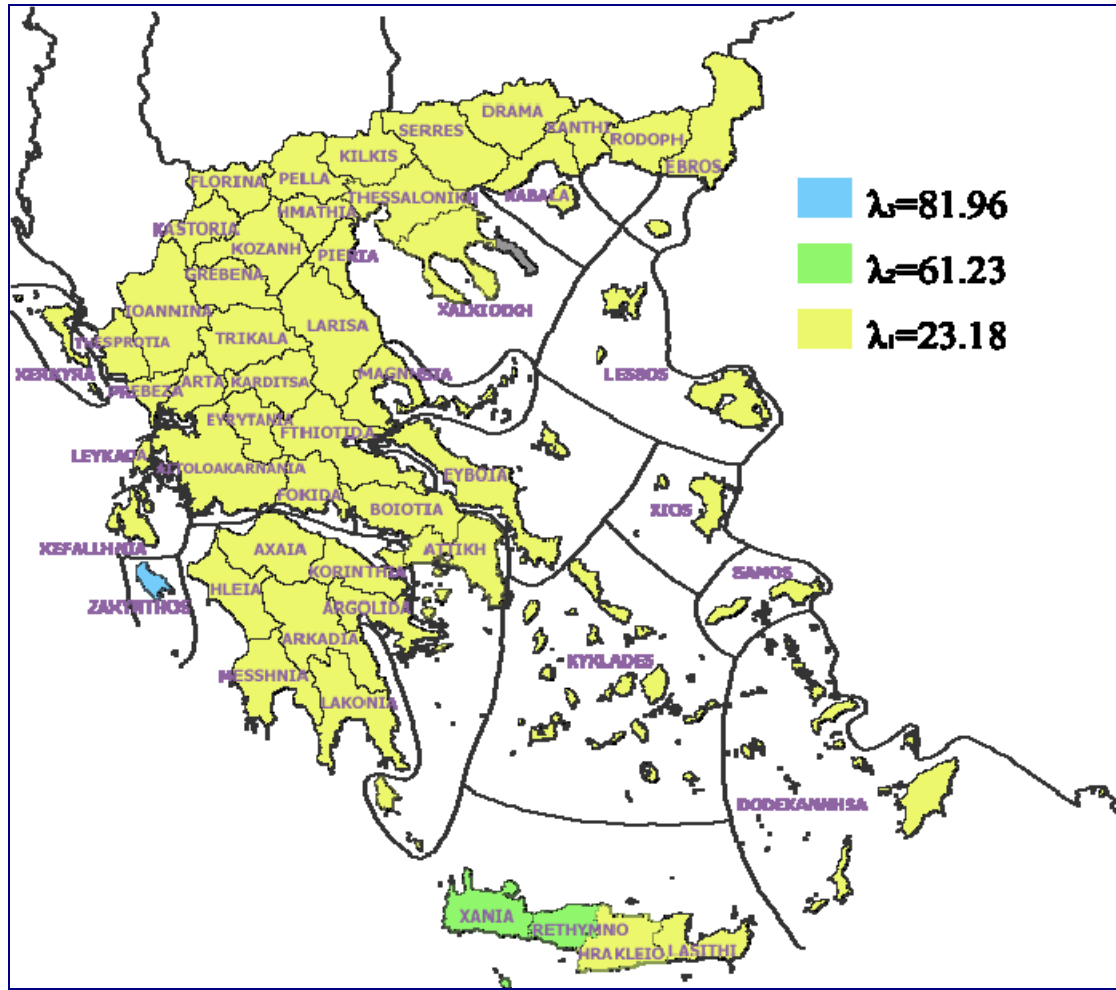 DRAMA
SERRES
XANTHI
RODOPH
KILKIS
EBROS
PELLA
FLORINA
THESSALONIKH
KABALA
HMATHIA
KASTORIA
KOZANH
PIERIA
GREBENA
XALKIDIKH
IOANNINA
LARISA
TRIKALA
THESPROTIA
XERKYRA
MAGNHSIA
LESBOS
ARTA
KARDITSA
PREBEZA
EYRYTANIA
FTHIOTIDA
LEYKADA
AITOLOAKARNANIA
EYBOIA
FOKIDA
BOIOTIA
XIOS
XEFALLHNIA
AXAIA
ATTIKH
KORINTHIA
SAMOS
HLEIA
ZAKYNTHOS
ARGOLIDA
ARKADIA
KYKLADES
MESSHNIA
LAKONIA
DODEKANNHSA
XANIA
RETHYMNO
HRAKLEIO
LASITHI
λ₃=81.96
λ₂=61.23
λ₁=23.18